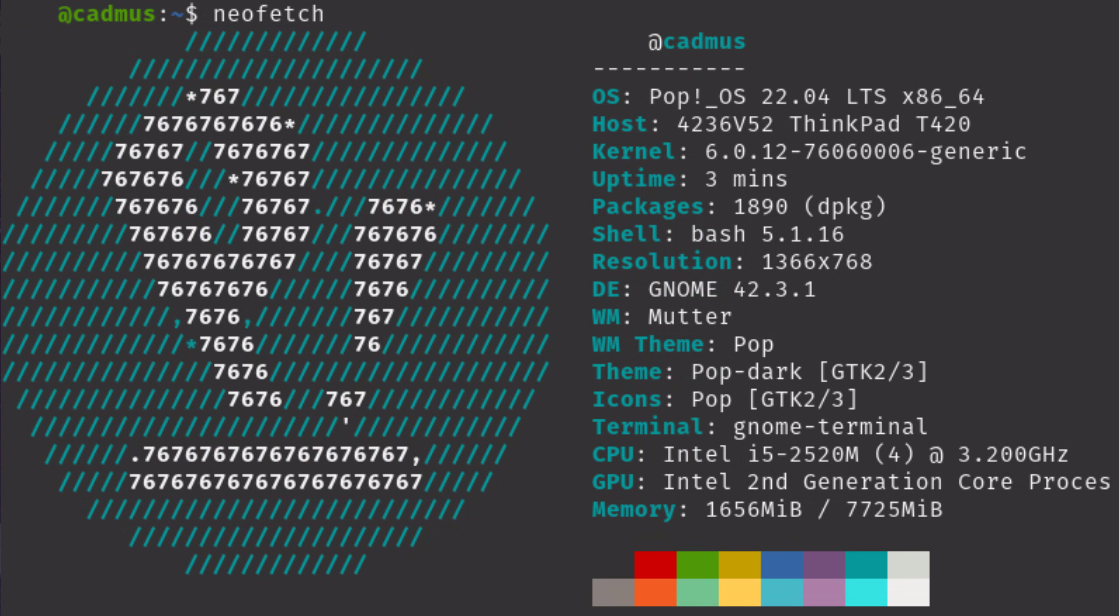 @cadmus:~$ neofetch
/////////////
/////////////////////
///////*767////////////////
//////7676767676*//////////////
/////76767//7676767//////////////
/////767676///*76767///////////////
///////767676///76767.///7676*///////
/////////767676//76767///767676////////
//////////76767676767////76767/////////
///////////76767676//////7676//////////
////////////,7676,///////767///////////
/////////////*7676///////76////////////
///////////////7676////////////////////
///////////////7676///767////////////
//////////////////////'////////////
//////.7676767676767676767,//////
/////767676767676767676767/////
///////////////////////////
/////////////////////
/////////////
@cadmus
-----------
OS: Pop!_OS 22.04 LTS x86_64
Host: 4236V52 ThinkPad T420
Kernel: 6.0.12-76060006-generic
Uptime: 3 mins
Packages: 1890 (dpkg)
Shell: bash 5.1.16
Resolution: 1366x768
DE: GNOME 42.3.1
WM: Mutter
WM Theme: Pop
Theme: Pop-dark [GTK2/3]
Icons: Pop [GTK2/3]
Terminal: gnome-terminal
CPU: Intel i5-2520M (4) @ 3.200GHz
GPU: Intel 2nd Generation Core Proces
Memory: 1656MiB / 7725MiB